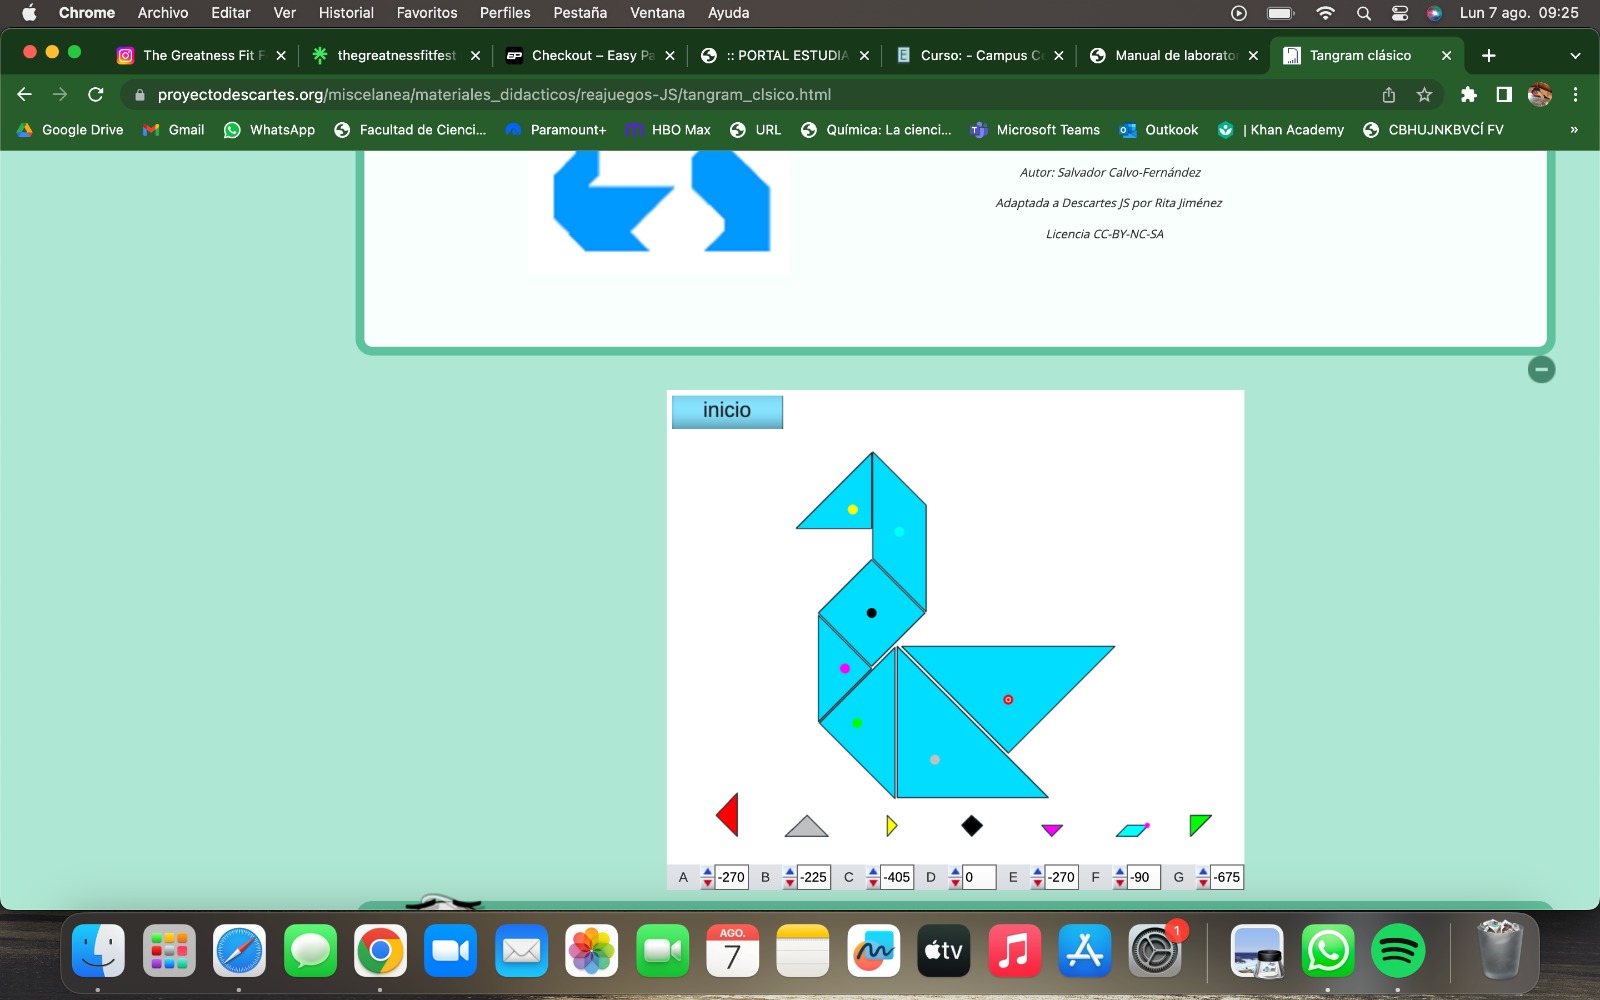 Chrome Archivo Editar Ver Historial Favoritos Perfiles Pestaña Ventana Ayuda Lun 7 ago. 09:25
The Greatness Fit F thegreatnessfitfest Checkout – Easy Pa :: PORTAL ESTUDIA Curso: - Campus C Manual de laborato Tangram clásico
proyectodescartes.org/miscelanea/materiales_didacticos/reajuegos-JS/tangram_clsico.html
Google Drive Gmail WhatsApp Facultad de Cienci... Paramount+ HBO Max URL Química: La cienci... Microsoft Teams Outkook | Khan Academy CBHUJNKBVCÍ FV »
Autor: Salvador Calvo-Fernández
Adaptada a Descartes JS por Rita Jiménez
Licencia CC-BY-NC-SA
inicio
A -270 B -225 C -405 D 0 E -270 F -90 G -675
AGO.
7
tv
1